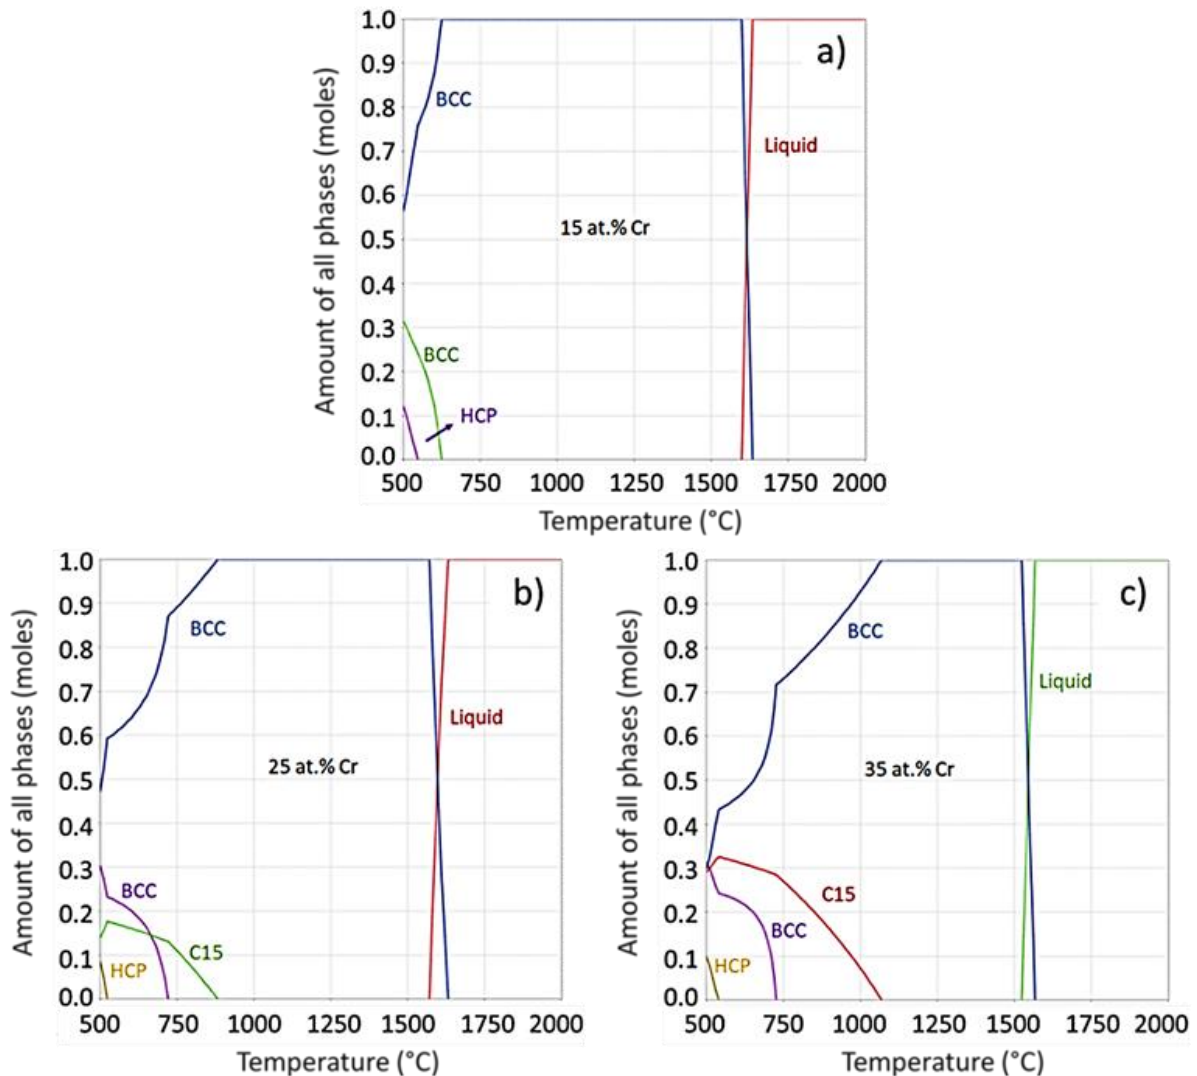 a)
Amount of all phases (moles)
1.0
0.9
0.8
0.7
0.6
0.5
0.4
0.3
0.2
0.1
0.0
BCC
Liquid
15 at.% Cr
BCC
HCP
500 750 1000 1250 1500 1750 2000
Temperature (°C)
b)
Amount of all phases (moles)
1.0
0.9
0.8
0.7
0.6
0.5
0.4
0.3
0.2
0.1
0.0
BCC
Liquid
25 at.% Cr
BCC
C15
HCP
500 750 1000 1250 1500 1750 2000
Temperature (°C)
c)
Amount of all phases (moles)
1.0
0.9
0.8
0.7
0.6
0.5
0.4
0.3
0.2
0.1
0.0
BCC
Liquid
35 at.% Cr
C15
BCC
HCP
500 750 1000 1250 1500 1750 2000
Temperature (°C)